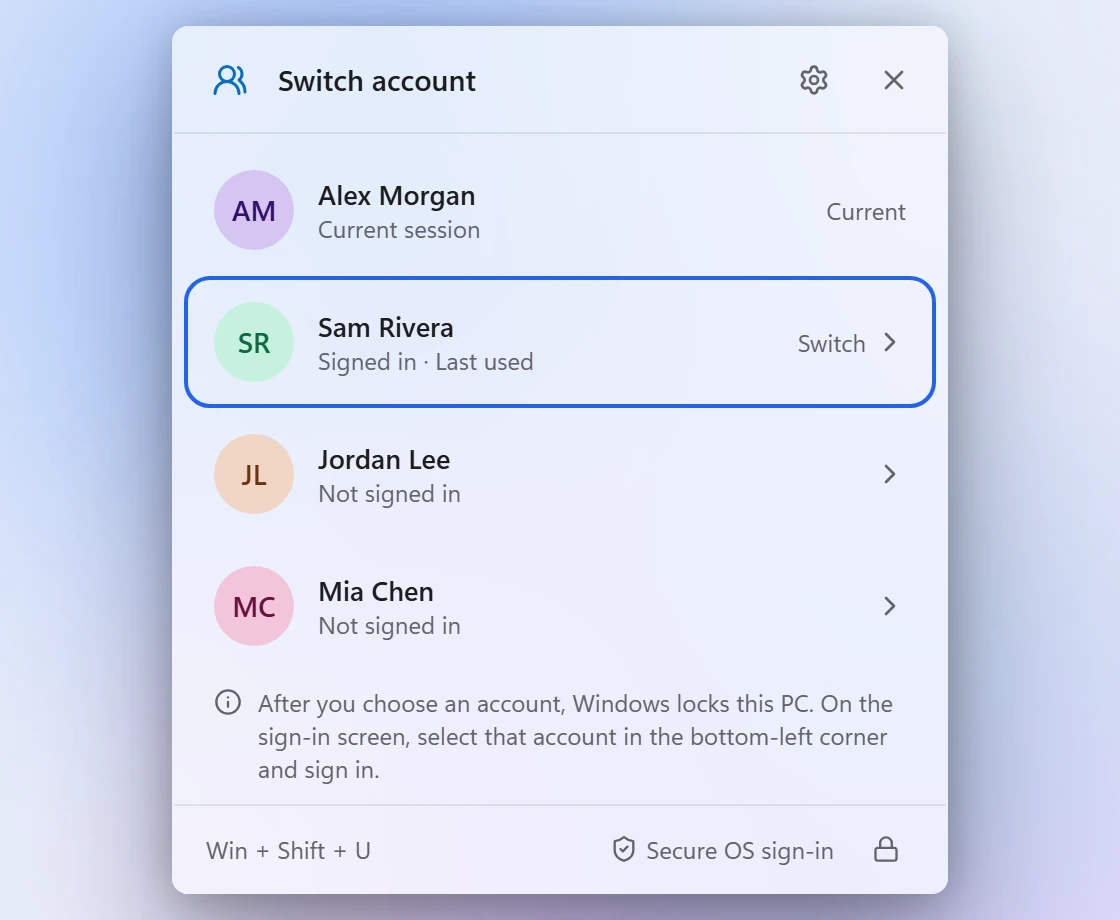 Switch account
AM
Alex Morgan
Current session
Current
SR
Sam Rivera
Signed in · Last used
Switch
JL
Jordan Lee
Not signed in
MC
Mia Chen
Not signed in
After you choose an account, Windows locks this PC. On the
sign-in screen, select that account in the bottom-left corner
and sign in.
Win + Shift + U
Secure OS sign-in